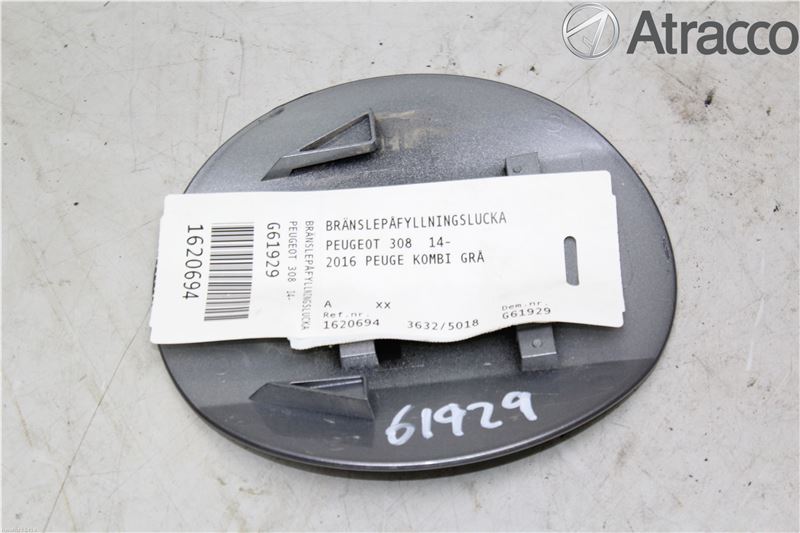 Atracco
BRÄNSLEPÅFYLLNINGSLUCKA
PEUGEOT 308 14-
2016 PEUGE KOMBI GRÅ
A xx
Ref.nr. Dem.nr.
1620694 3632/5018 G61929
BRÄNSLEPÅFYLLNINGSLUCKA
PEUGEOT 308 14-
G61929
1620694
61929